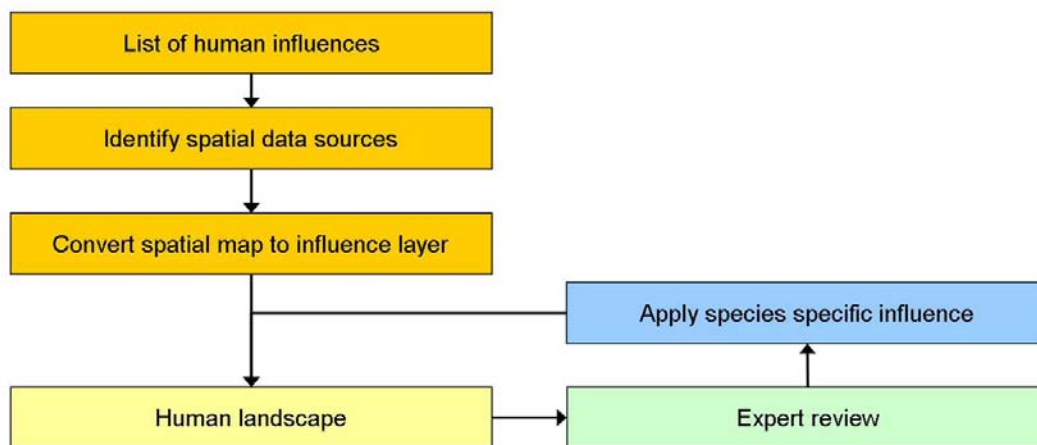 List of human influences
Identify spatial data sources
Convert spatial map to influence layer
Apply species specific influence
Human landscape
Expert review